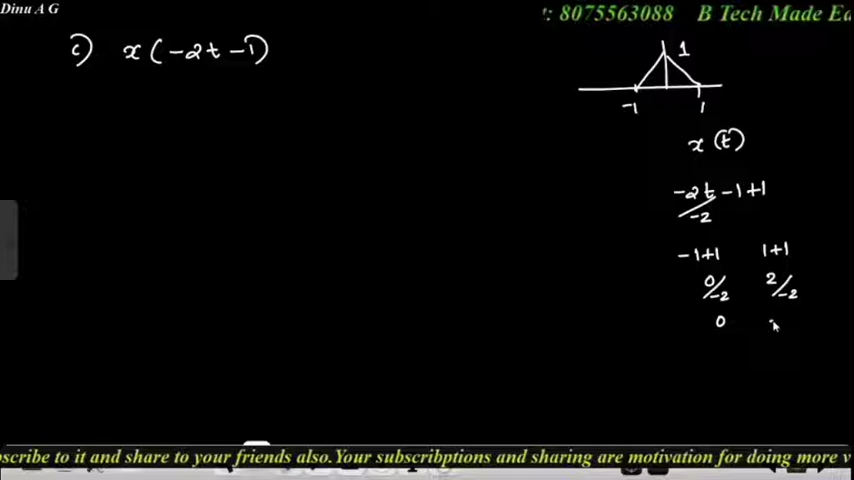 Dinu A G
: 8075563088 B Tech Made Ea
c) x(-2t-1)
1
-1 1
x(t)
-2t-1+1
-2
-1+1 1+1
0/-2 2/-2
0 -
scribe to it and share to your friends also. Your subscribptions and sharing are motivation for doing more v